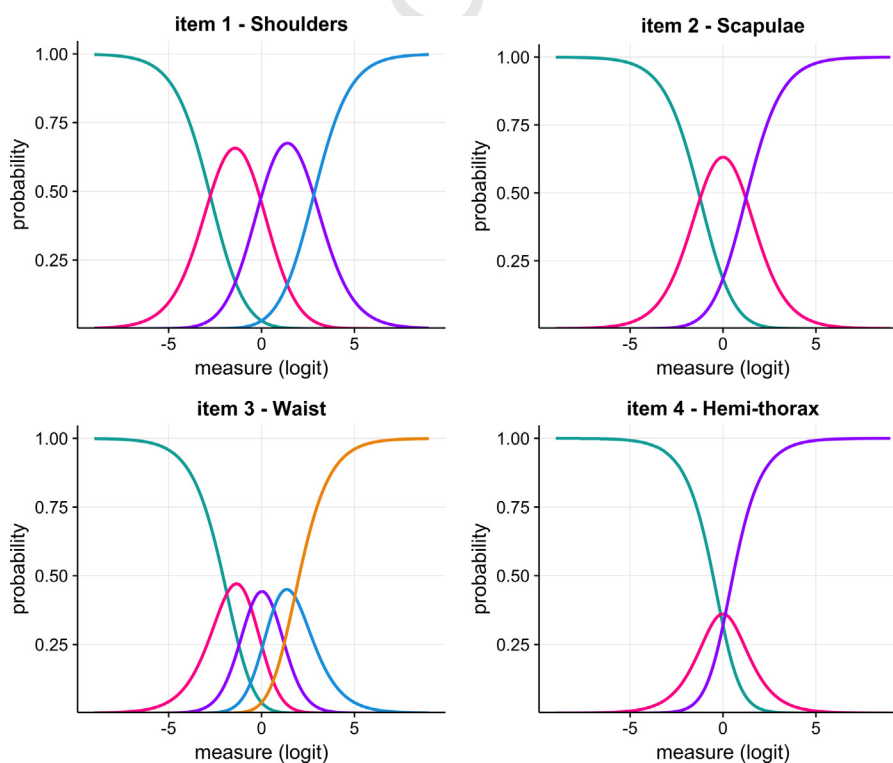 item 1 - Shoulders
1.00
0.75
0.50
0.25
probability
-5 0 5
measure (logit)
item 2 - Scapulae
1.00
0.75
0.50
0.25
probability
-5 0 5
measure (logit)
item 3 - Waist
1.00
0.75
0.50
0.25
probability
-5 0 5
measure (logit)
item 4 - Hemi-thorax
1.00
0.75
0.50
0.25
probability
-5 0 5
measure (logit)